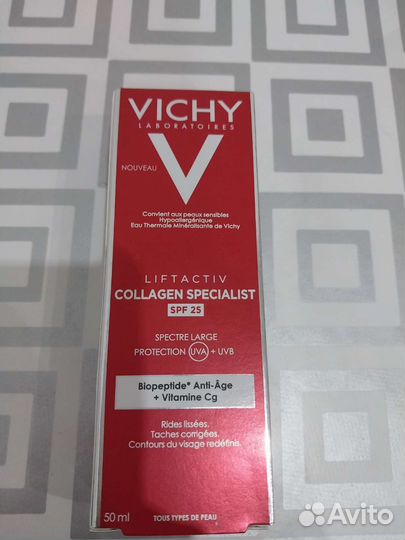 VICHY
LABORATOIRES
NOUVEAU
V
Convient aux peaux sensibles
Hypoallergénique
Eau Thermale Minéralisante de Vichy
LIFTACTIV
COLLAGEN SPECIALIST
SPF 25
SPECTRE LARGE
PROTECTION UVA + UVB
Biopeptide* Anti-Âge
+ Vitamine Cg
Rides lissées.
Taches corrigées.
Contours du visage redéfinis.
50 ml
TOUS TYPES DE PEAU
Avito